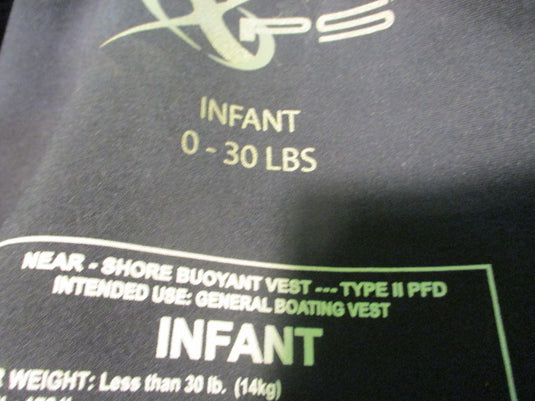 XPS
INFANT
0 - 30 LBS
NEAR - SHORE BUOYANT VEST --- TYPE II PFD
INTENDED USE: GENERAL BOATING VEST
INFANT
WEIGHT: Less than 30 lb. (14kg)